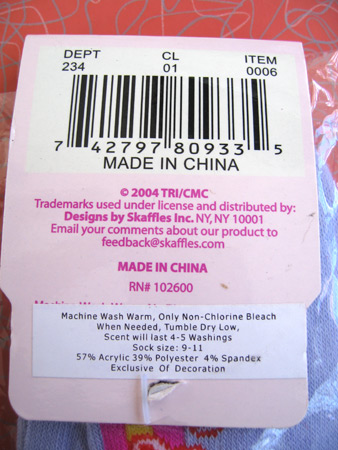 DEPT CL ITEM
234 01 0006
7 42797 80933 5
MADE IN CHINA
© 2004 TRI/CMC
Trademarks used under license and distributed by:
Designs by Skaffles Inc. NY, NY 10001
Email your comments about our product to
feedback@skaffles.com
MADE IN CHINA
RN# 102600
Machine Wash Warm, Only Non-Chlorine Bleach
When Needed, Tumble Dry Low,
Scent will last 4-5 Washings
Sock size: 9-11
57% Acrylic 39% Polyester 4% Spandex
Exclusive Of Decoration